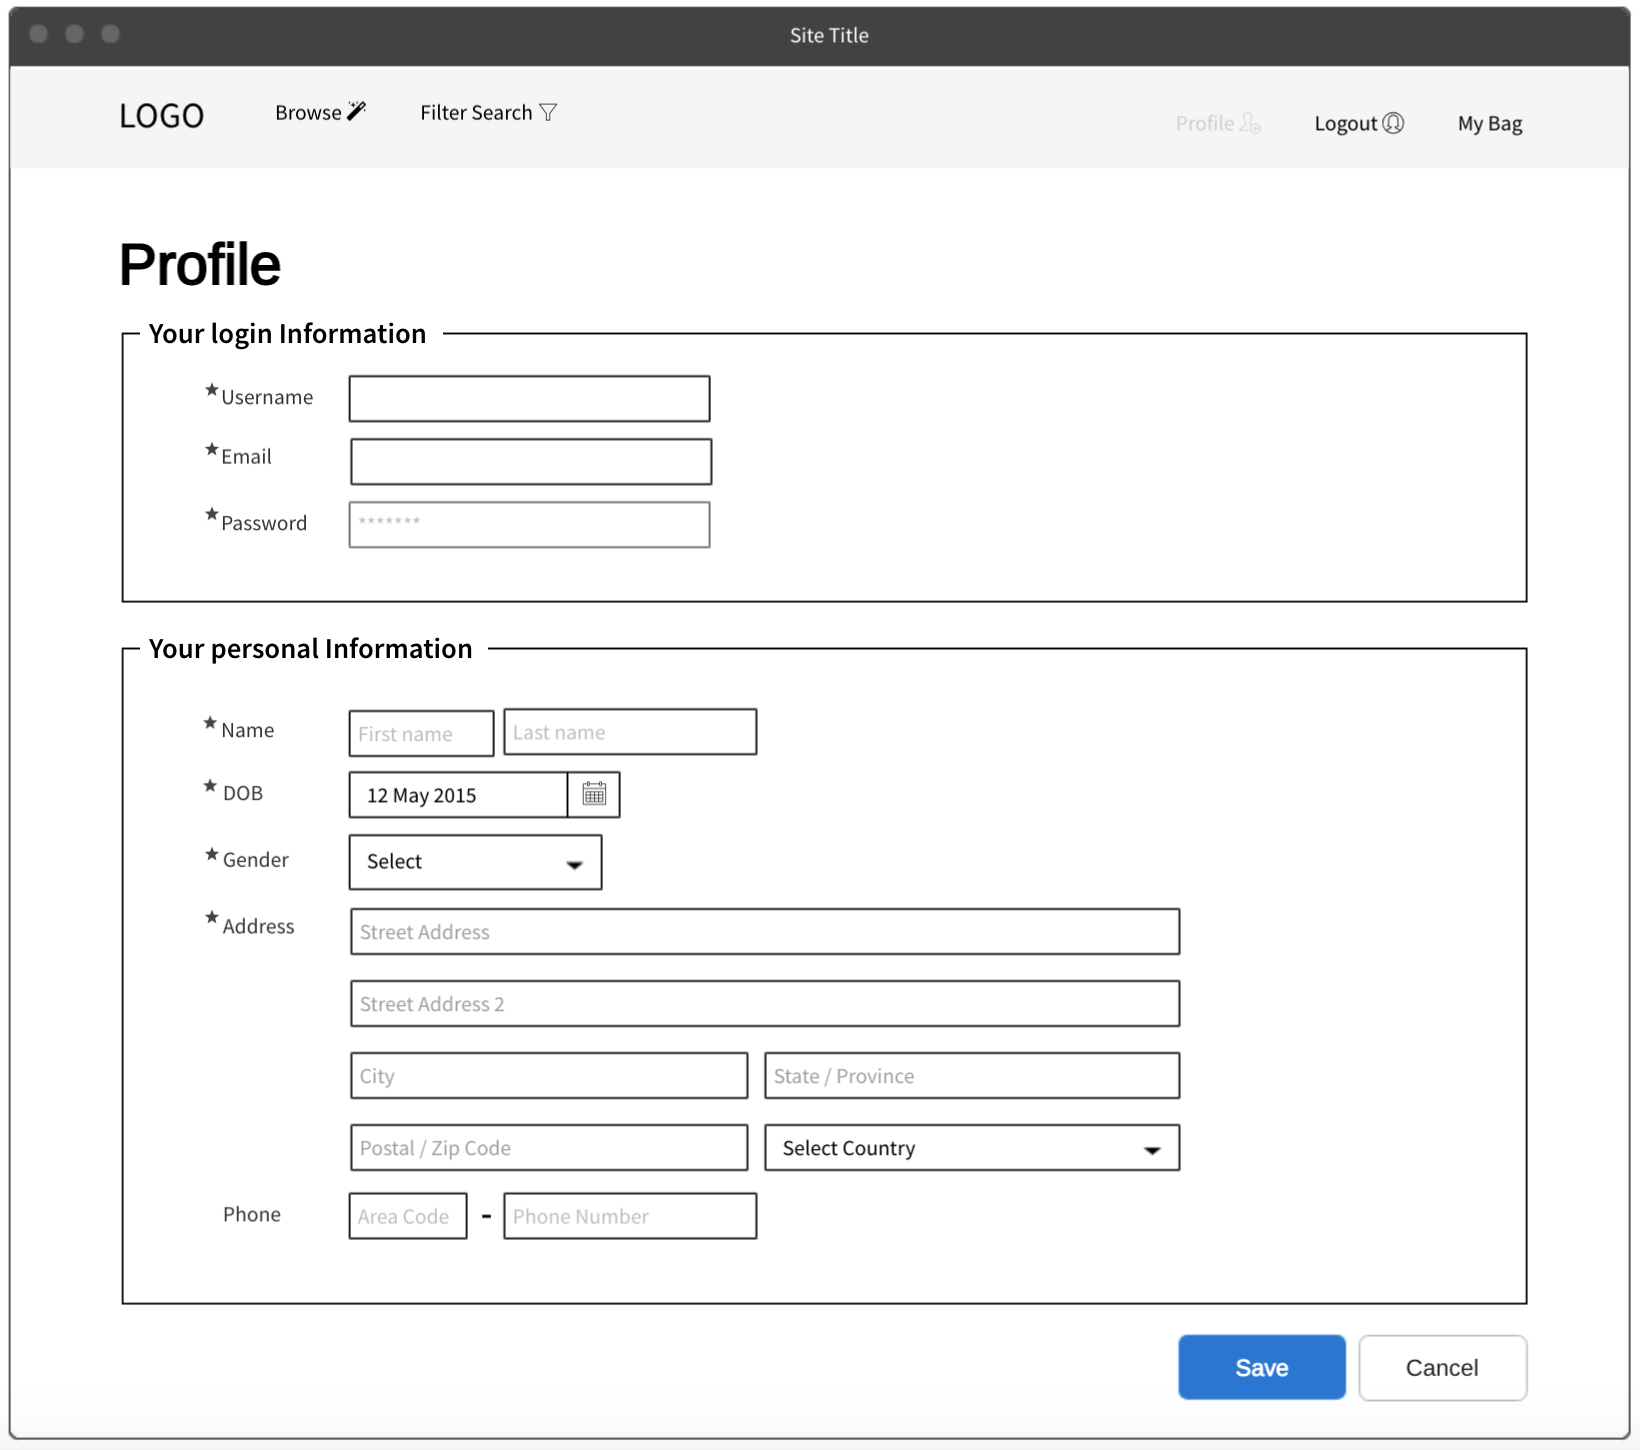 Site Title
LOGO Browse Filter Search Profile Logout My Bag
Profile
Your login Information
★ Username
★ Email
★ Password *******
Your personal Information
★ Name First name Last name
★ DOB 12 May 2015
★ Gender Select
★ Address Street Address
Street Address 2
City State / Province
Postal / Zip Code Select Country
Phone Area Code - Phone Number
Save Cancel